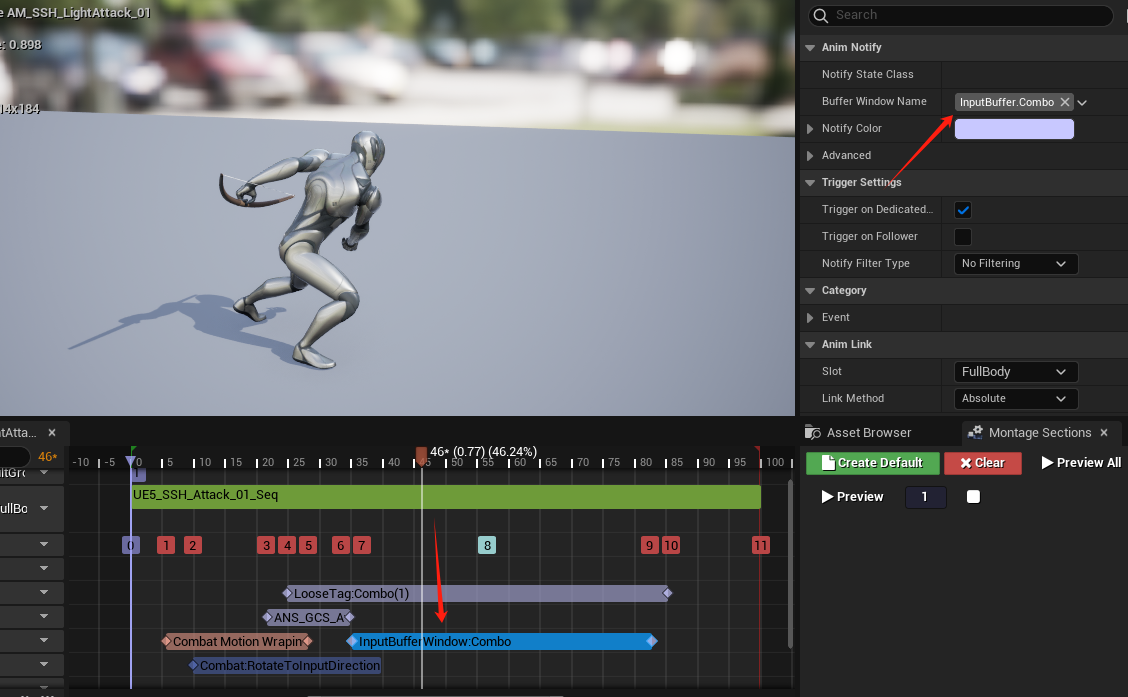 e AM_SSH_LightAttack_01
: 0.898
14x184
Search
Anim Notify
Notify State Class
Buffer Window Name
InputBuffer.Combo
Notify Color
Advanced
Trigger Settings
Trigger on Dedicated...
Trigger on Follower
Notify Filter Type
No Filtering
Category
Event
Anim Link
Slot
FullBody
Link Method
Absolute
ntAtta...
46*
46* (0.77) (46.24%)
-10 -5 0 5 10 15 20 25 30 35 40 45 50 55 60 65 70 75 80 85 90 95 100
1
UE5_SSH_Attack_01_Seq
ullBo
0 1 2 3 4 5 6 7 8 9 10 11
LooseTag:Combo(1)
ANS_GCS_A
Combat Motion Wrapin
InputBufferWindow:Combo
Combat:RotateToInputDirection
Asset Browser
Montage Sections
Create Default
Clear
Preview All
Preview
1